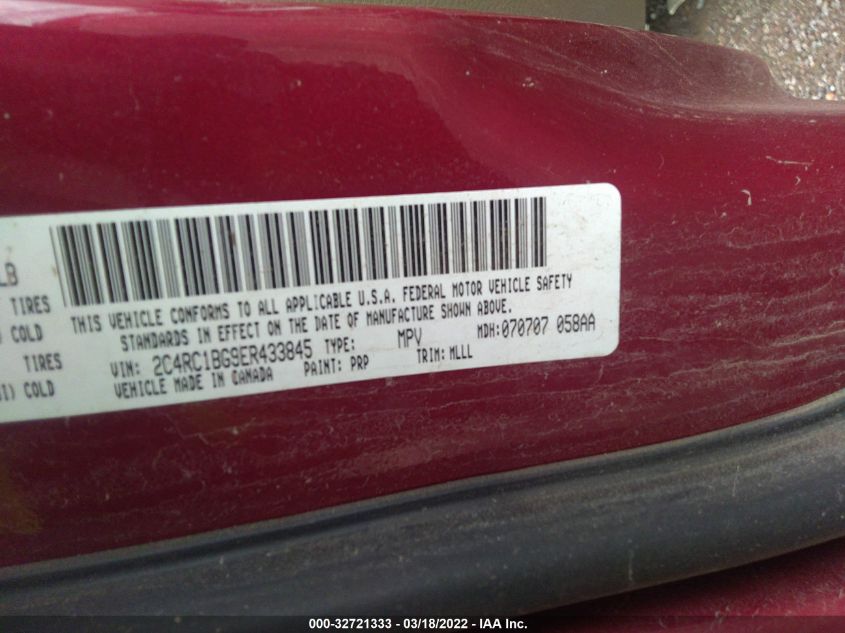 LB
TIRES
COLD
TIRES
I) COLD
THIS VEHICLE CONFORMS TO ALL APPLICABLE U.S.A. FEDERAL MOTOR VEHICLE SAFETY
STANDARDS IN EFFECT ON THE DATE OF MANUFACTURE SHOWN ABOVE.
VIN: 2C4RC1BG9ER433845 TYPE: MPV MDH:070707 058AA
VEHICLE MADE IN CANADA PAINT: PRP TRIM: MLLL
000-32721333 - 03/18/2022 - IAA Inc.